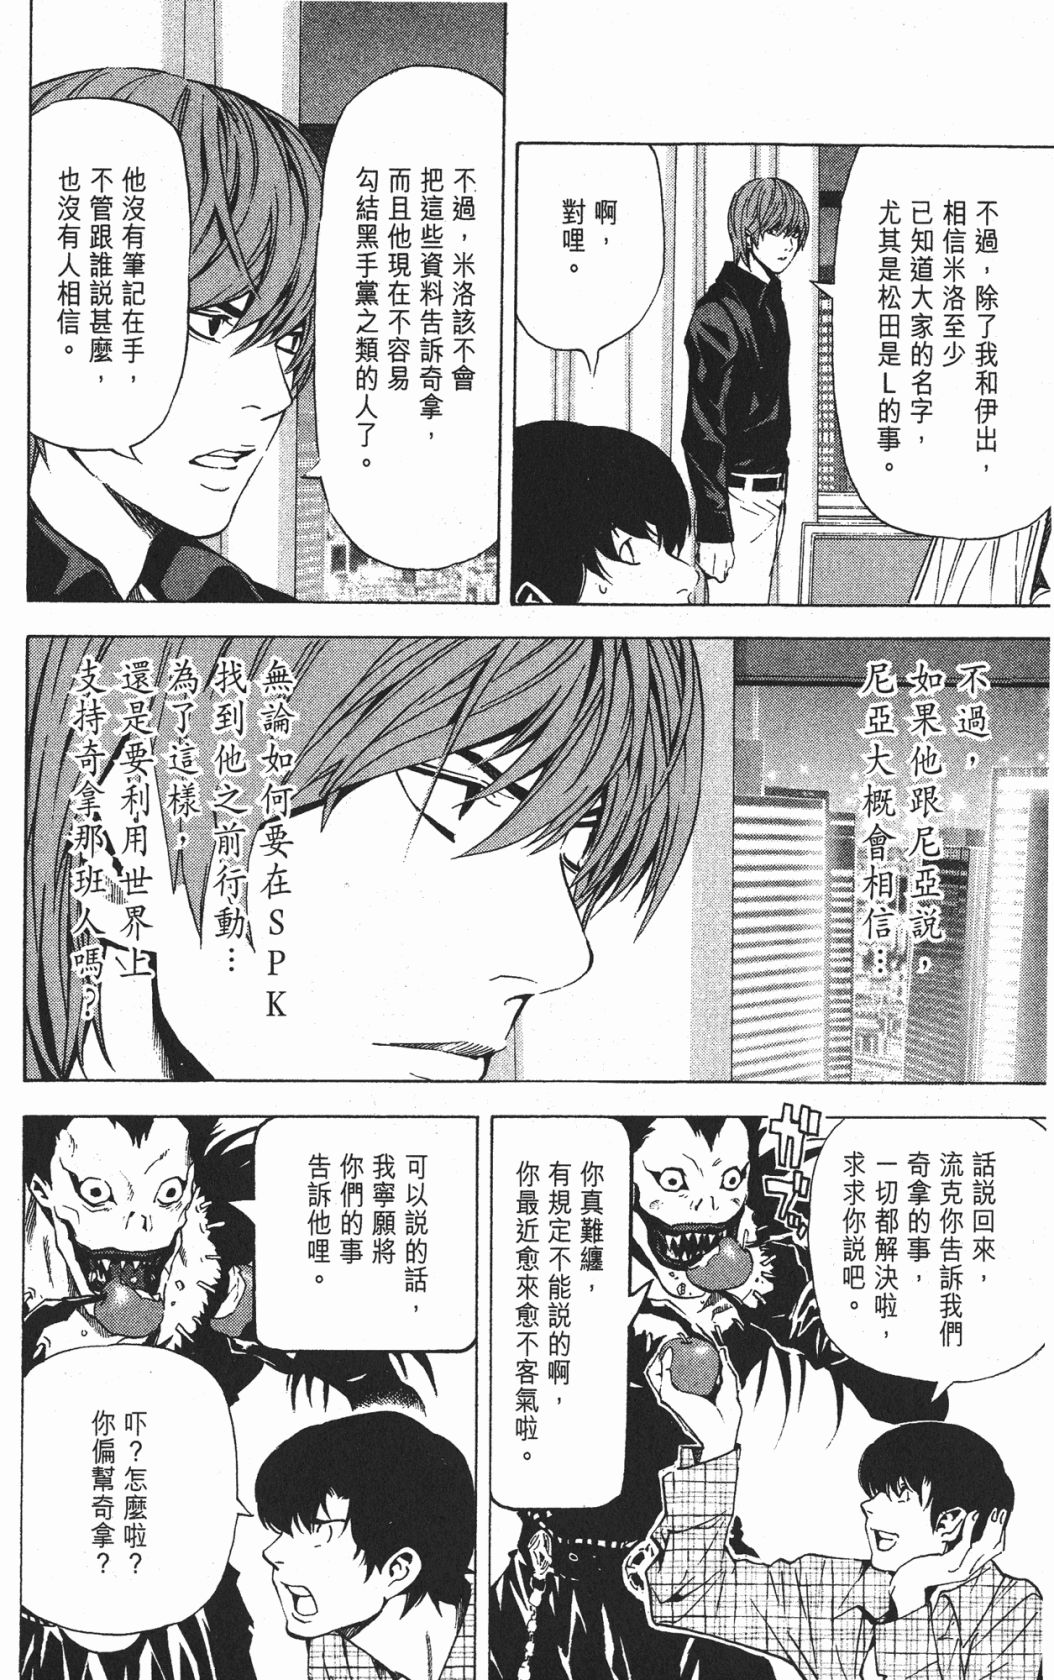 不過，除了我和伊出，
相信米洛至少
已知道大家的名字，
尤其是松田是L的事。
啊，
對哩。
不過，米洛該不會
把這些資料告訴奇拿，
而且他現在不容易
勾結黑手黨之類的人了。
他沒有筆記在手，
不管跟誰説甚麼，
也沒有人相信。
不過，
如果他跟尼亞説，
尼亞大概會相信…
無論如何要在SPK
找到他之前行動…
為了這樣，
還是要利用世界上
支持奇拿那班人嗎？
話説回來，
流克你告訴我們
奇拿的事，
一切都解決啦，
求求你説吧。
ガブッ
你真難纏，
有規定不能説的啊，
你最近愈來愈不客氣啦。
可以説的話，
我寧願將
你們的事
告訴他哩。
吓？怎麼啦？
你偏幫奇拿？